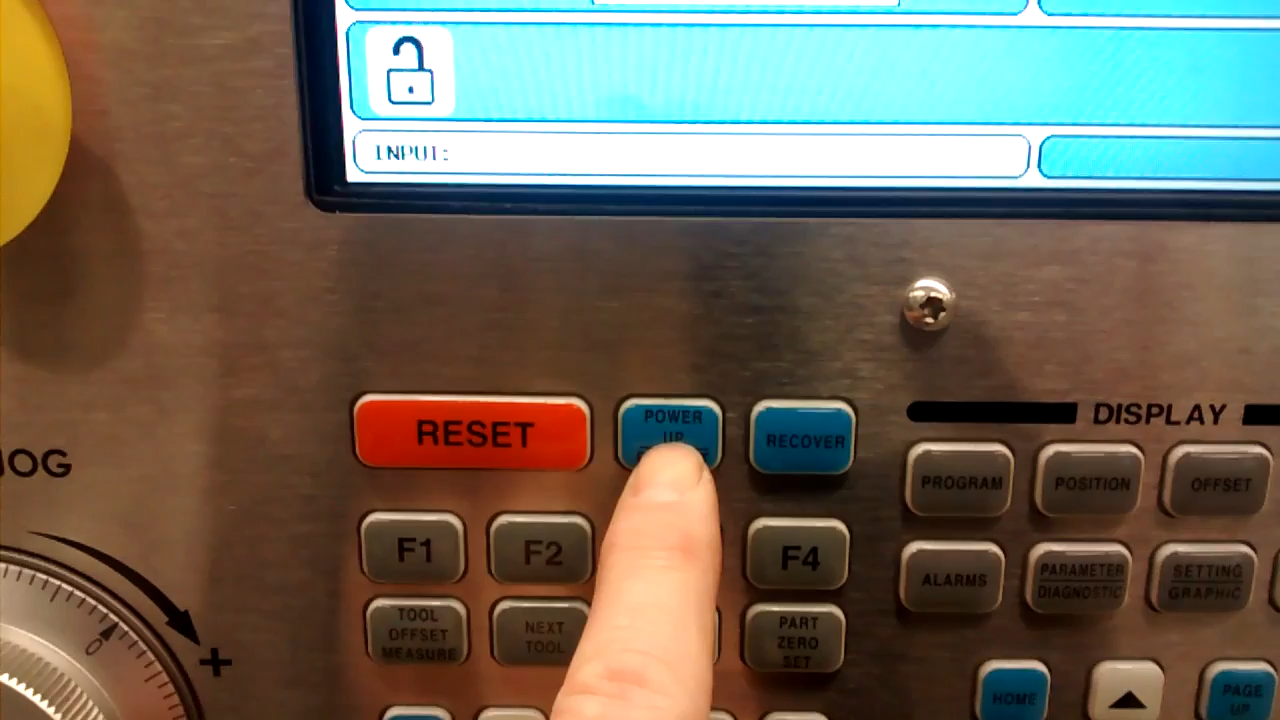 INPUT:
RESET
POWER
UP
RECOVER
DISPLAY
PROGRAM
POSITION
OFFSET
JOG
F1
F2
F4
ALARMS
PARAMETER
DIAGNOSTIC
SETTING
GRAPHIC
TOOL
OFFSET
MEASURE
NEXT
TOOL
PART
ZERO
SET
0
+
HOME
PAGE
UP